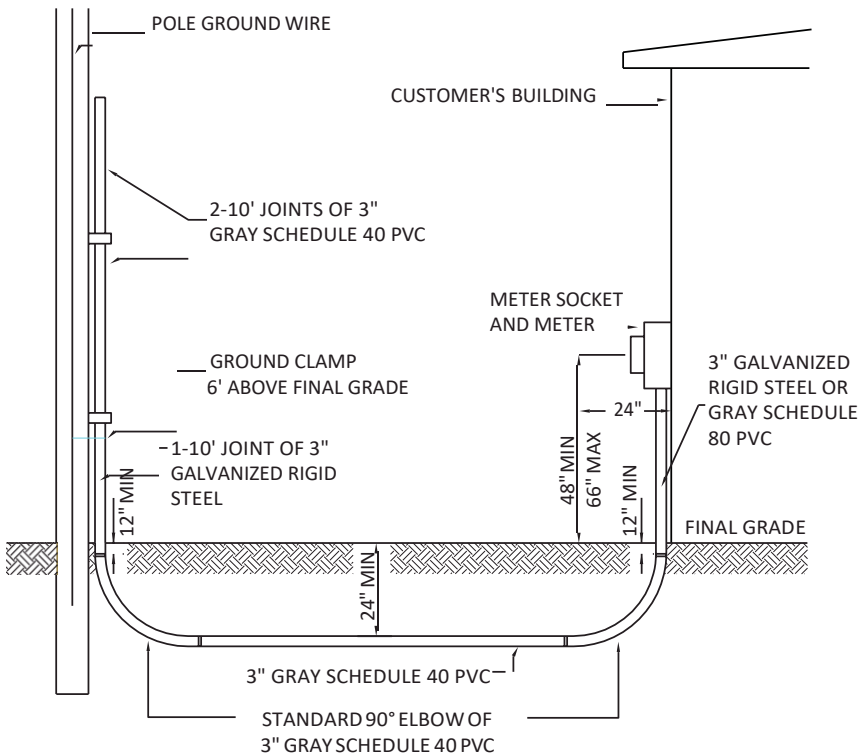 POLE GROUND WIRE
CUSTOMER'S BUILDING
2-10' JOINTS OF 3"
GRAY SCHEDULE 40 PVC
METER SOCKET
AND METER
GROUND CLAMP
6' ABOVE FINAL GRADE
3" GALVANIZED
RIGID STEEL OR
GRAY SCHEDULE
80 PVC
24"
1-10' JOINT OF 3"
GALVANIZED RIGID
STEEL
12" MIN
48" MIN
66" MAX
12" MIN
FINAL GRADE
24" MIN
3" GRAY SCHEDULE 40 PVC
STANDARD 90° ELBOW OF
3" GRAY SCHEDULE 40 PVC